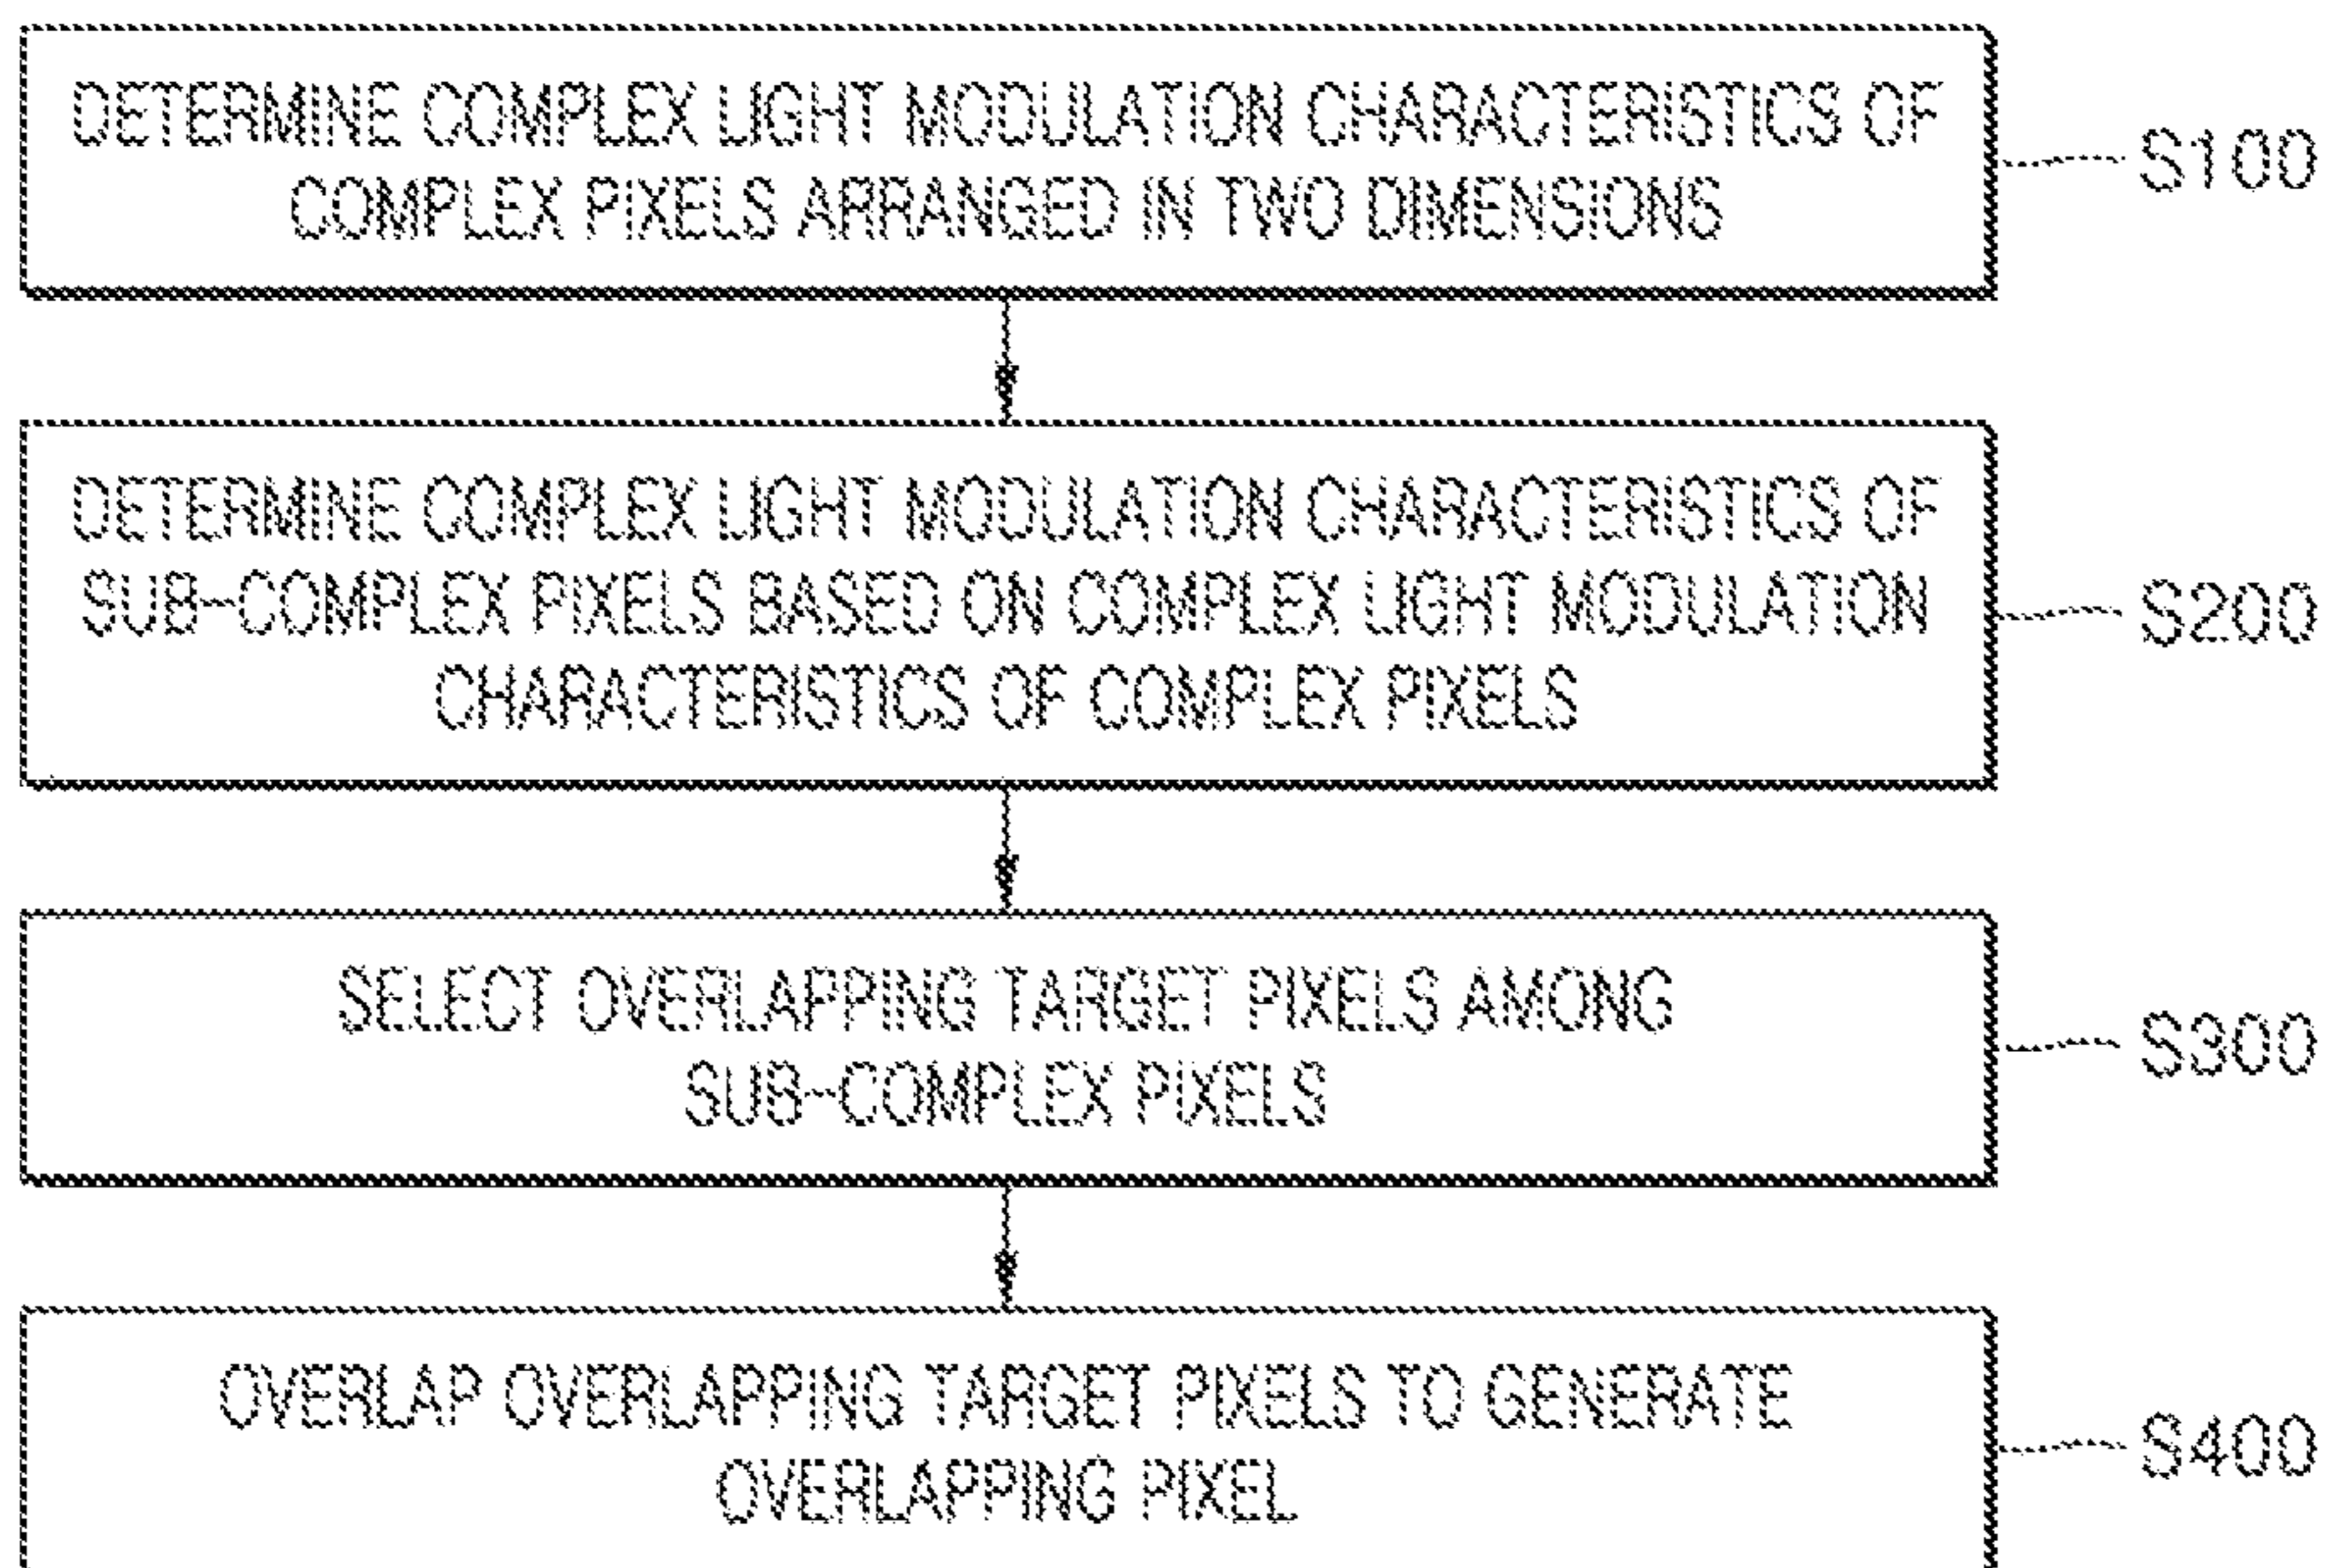 DETERMINE COMPLEX LIGHT MODULATION CHARACTERISTICS OF
COMPLEX PIXELS ARRANGED IN TWO DIMENSIONS
S100
DETERMINE COMPLEX LIGHT MODULATION CHARACTERISTICS OF
SUB-COMPLEX PIXELS BASED ON COMPLEX LIGHT MODULATION
CHARACTERISTICS OF COMPLEX PIXELS
S200
SELECT OVERLAPPING TARGET PIXELS AMONG
SUB-COMPLEX PIXELS
S300
OVERLAP OVERLAPPING TARGET PIXELS TO GENERATE
OVERLAPPING PIXEL
S400